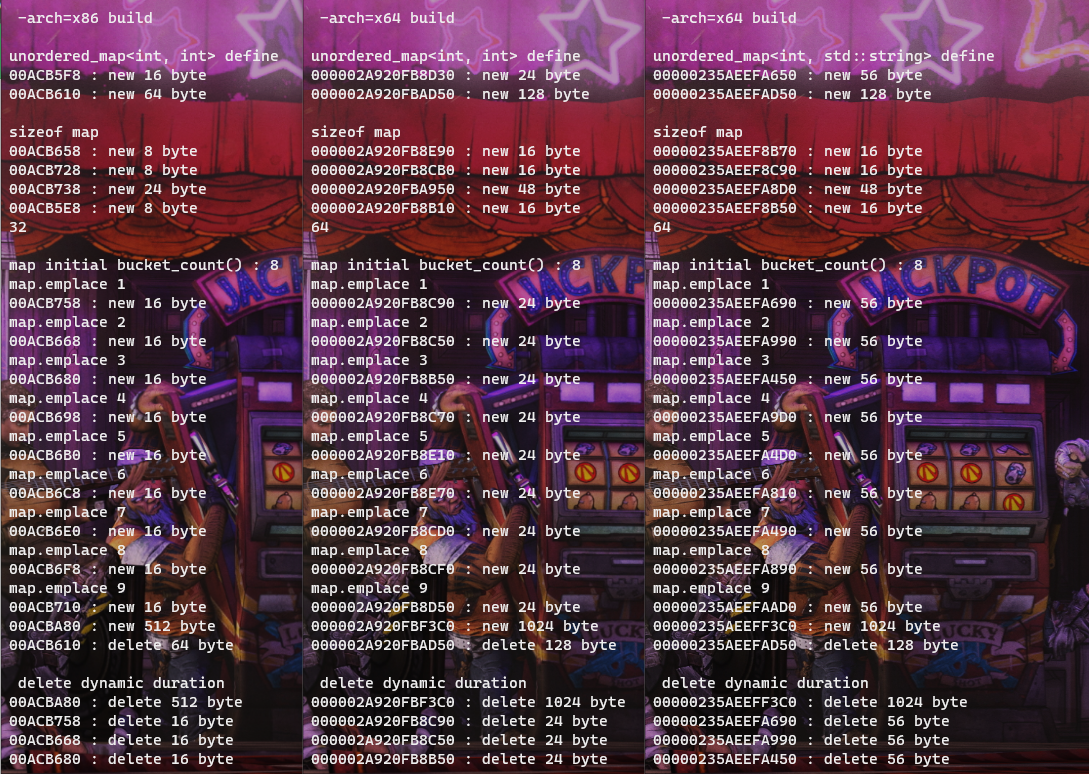 -arch=x86 build
unordered_map<int, int> define
00ACB5F8 : new 16 byte
00ACB610 : new 64 byte
sizeof map
00ACB658 : new 8 byte
00ACB728 : new 8 byte
00ACB738 : new 24 byte
00ACB5E8 : new 8 byte
32
map initial bucket_count() : 8
map.emplace 1
00ACB758 : new 16 byte
map.emplace 2
00ACB668 : new 16 byte
map.emplace 3
00ACB680 : new 16 byte
map.emplace 4
00ACB698 : new 16 byte
map.emplace 5
00ACB6B0 : new 16 byte
map.emplace 6
00ACB6C8 : new 16 byte
map.emplace 7
00ACB6E0 : new 16 byte
map.emplace 8
00ACB6F8 : new 16 byte
map.emplace 9
00ACB710 : new 16 byte
00ACBA80 : new 512 byte
00ACB610 : delete 64 byte
delete dynamic duration
00ACBA80 : delete 512 byte
00ACB758 : delete 16 byte
00ACB668 : delete 16 byte
00ACB680 : delete 16 byte
-arch=x64 build
unordered_map<int, int> define
000002A920FB8D30 : new 24 byte
000002A920FBAD50 : new 128 byte
sizeof map
000002A920FB8E90 : new 16 byte
000002A920FB8CB0 : new 16 byte
000002A920FBA950 : new 48 byte
000002A920FB8B10 : new 16 byte
64
map initial bucket_count() : 8
map.emplace 1
000002A920FB8C90 : new 24 byte
map.emplace 2
000002A920FB8C50 : new 24 byte
map.emplace 3
000002A920FB8B50 : new 24 byte
map.emplace 4
000002A920FB8C70 : new 24 byte
map.emplace 5
000002A920FB8E10 : new 24 byte
map.emplace 6
000002A920FB8E70 : new 24 byte
map.emplace 7
000002A920FB8CD0 : new 24 byte
map.emplace 8
000002A920FB8CF0 : new 24 byte
map.emplace 9
000002A920FB8D50 : new 24 byte
000002A920FBF3C0 : new 1024 byte
000002A920FBAD50 : delete 128 byte
delete dynamic duration
000002A920FBF3C0 : delete 1024 byte
000002A920FB8C90 : delete 24 byte
000002A920FB8C50 : delete 24 byte
000002A920FB8B50 : delete 24 byte
-arch=x64 build
unordered_map<int, std::string> define
00000235AEEFA650 : new 56 byte
00000235AEEFAD50 : new 128 byte
sizeof map
00000235AEEF8B70 : new 16 byte
00000235AEEF8C90 : new 16 byte
00000235AEEFA8D0 : new 48 byte
00000235AEEF8B50 : new 16 byte
64
map initial bucket_count() : 8
map.emplace 1
00000235AEEFA690 : new 56 byte
map.emplace 2
00000235AEEFA990 : new 56 byte
map.emplace 3
00000235AEEFA450 : new 56 byte
map.emplace 4
00000235AEEFA9D0 : new 56 byte
map.emplace 5
00000235AEEFA4D0 : new 56 byte
map.emplace 6
00000235AEEFA810 : new 56 byte
map.emplace 7
00000235AEEFA490 : new 56 byte
map.emplace 8
00000235AEEFA890 : new 56 byte
map.emplace 9
00000235AEEFAAD0 : new 56 byte
00000235AEEFF3C0 : new 1024 byte
00000235AEEFAD50 : delete 128 byte
delete dynamic duration
00000235AEEFF3C0 : delete 1024 byte
00000235AEEFA690 : delete 56 byte
00000235AEEFA990 : delete 56 byte
00000235AEEFA450 : delete 56 byte
JACKPOT